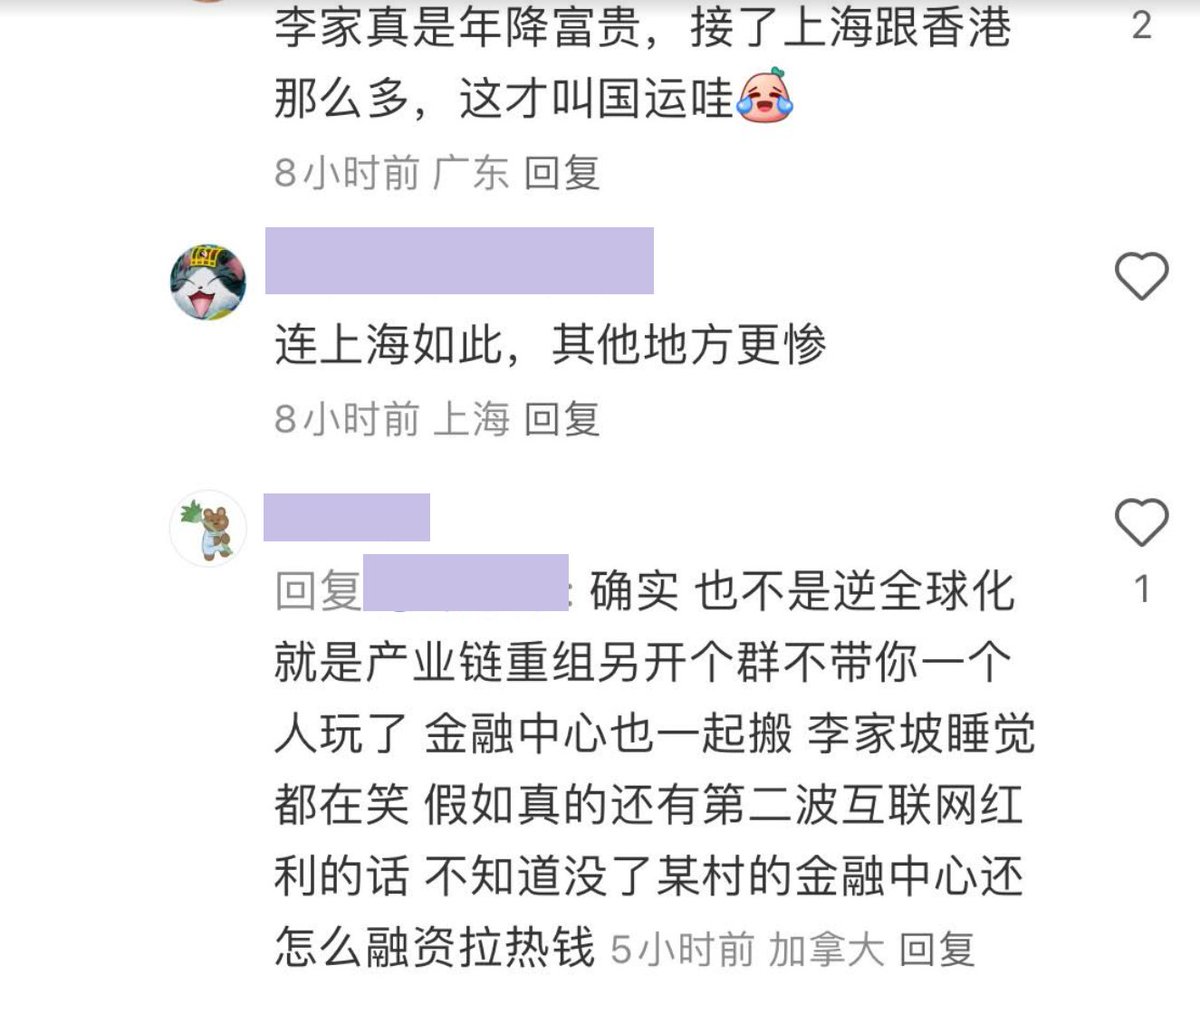 李家真是年降富贵，接了上海跟香港
2
那么多，这才叫国运哇
8小时前 广东 回复
连上海如此，其他地方更惨
8小时前 上海 回复
回复 : 确实 也不是逆全球化
1
就是产业链重组另开个群不带你一个
人玩了 金融中心也一起搬 李家坡睡觉
都在笑 假如真的还有第二波互联网红
利的话 不知道没了某村的金融中心还
怎么融资拉热钱 5小时前 加拿大 回复